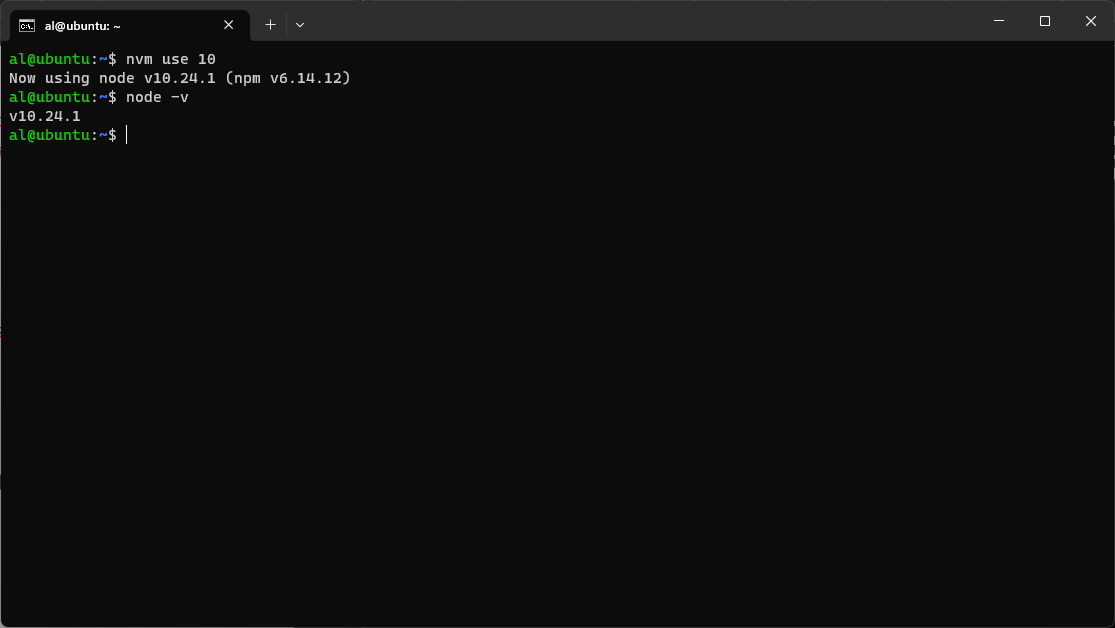 al@ubuntu: ~
al@ubuntu:~$ nvm use 10
Now using node v10.24.1 (npm v6.14.12)
al@ubuntu:~$ node -v
v10.24.1
al@ubuntu:~$